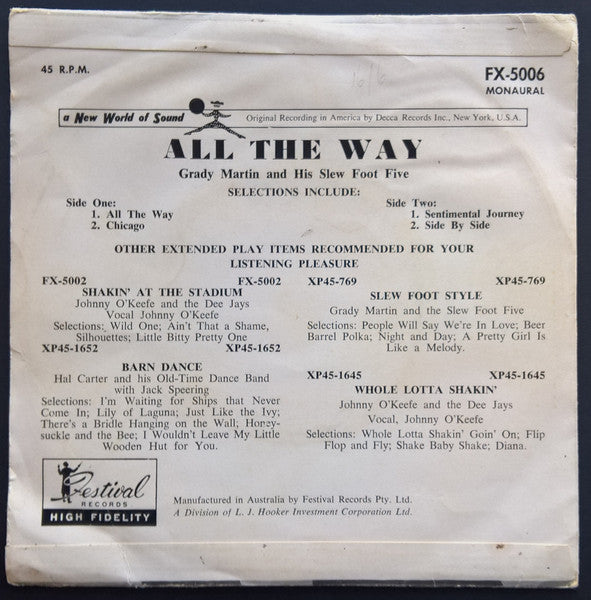 45 R.P.M.
FX-5006
MONAURAL
16/6
a New World of Sound
Original Recording in America by Decca Records Inc., New York, U.S.A.
ALL THE WAY
Grady Martin and His Slew Foot Five
SELECTIONS INCLUDE:
Side One:
1. All The Way
2. Chicago
Side Two:
1. Sentimental Journey
2. Side By Side
OTHER EXTENDED PLAY ITEMS RECOMMENDED FOR YOUR
LISTENING PLEASURE
FX-5002 FX-5002
SHAKIN' AT THE STADIUM
Johnny O'Keefe and the Dee Jays
Vocal Johnny O'Keefe
Selections: Wild One; Ain't That a Shame,
Silhouettes; Little Bitty Pretty One
XP45-1652 XP45-1652
BARN DANCE
Hal Carter and his Old-Time Dance Band
with Jack Speering
Selections: I'm Waiting for Ships that Never
Come In; Lily of Laguna; Just Like the Ivy;
There's a Bridle Hanging on the Wall; Honey-
suckle and the Bee; I Wouldn't Leave My Little
Wooden Hut for You.
XP45-769 XP45-769
SLEW FOOT STYLE
Grady Martin and the Slew Foot Five
Selections: People Will Say We're In Love; Beer
Barrel Polka; Night and Day; A Pretty Girl Is
Like a Melody.
XP45-1645 XP45-1645
WHOLE LOTTA SHAKIN'
Johnny O'Keefe and the Dee Jays
Vocal, Johnny O'Keefe
Selections: Whole Lotta Shakin' Goin' On; Flip
Flop and Fly; Shake Baby Shake; Diana.
Festival
RECORDS
HIGH FIDELITY
Manufactured in Australia by Festival Records Pty. Ltd.
A Division of L. J. Hooker Investment Corporation Ltd.